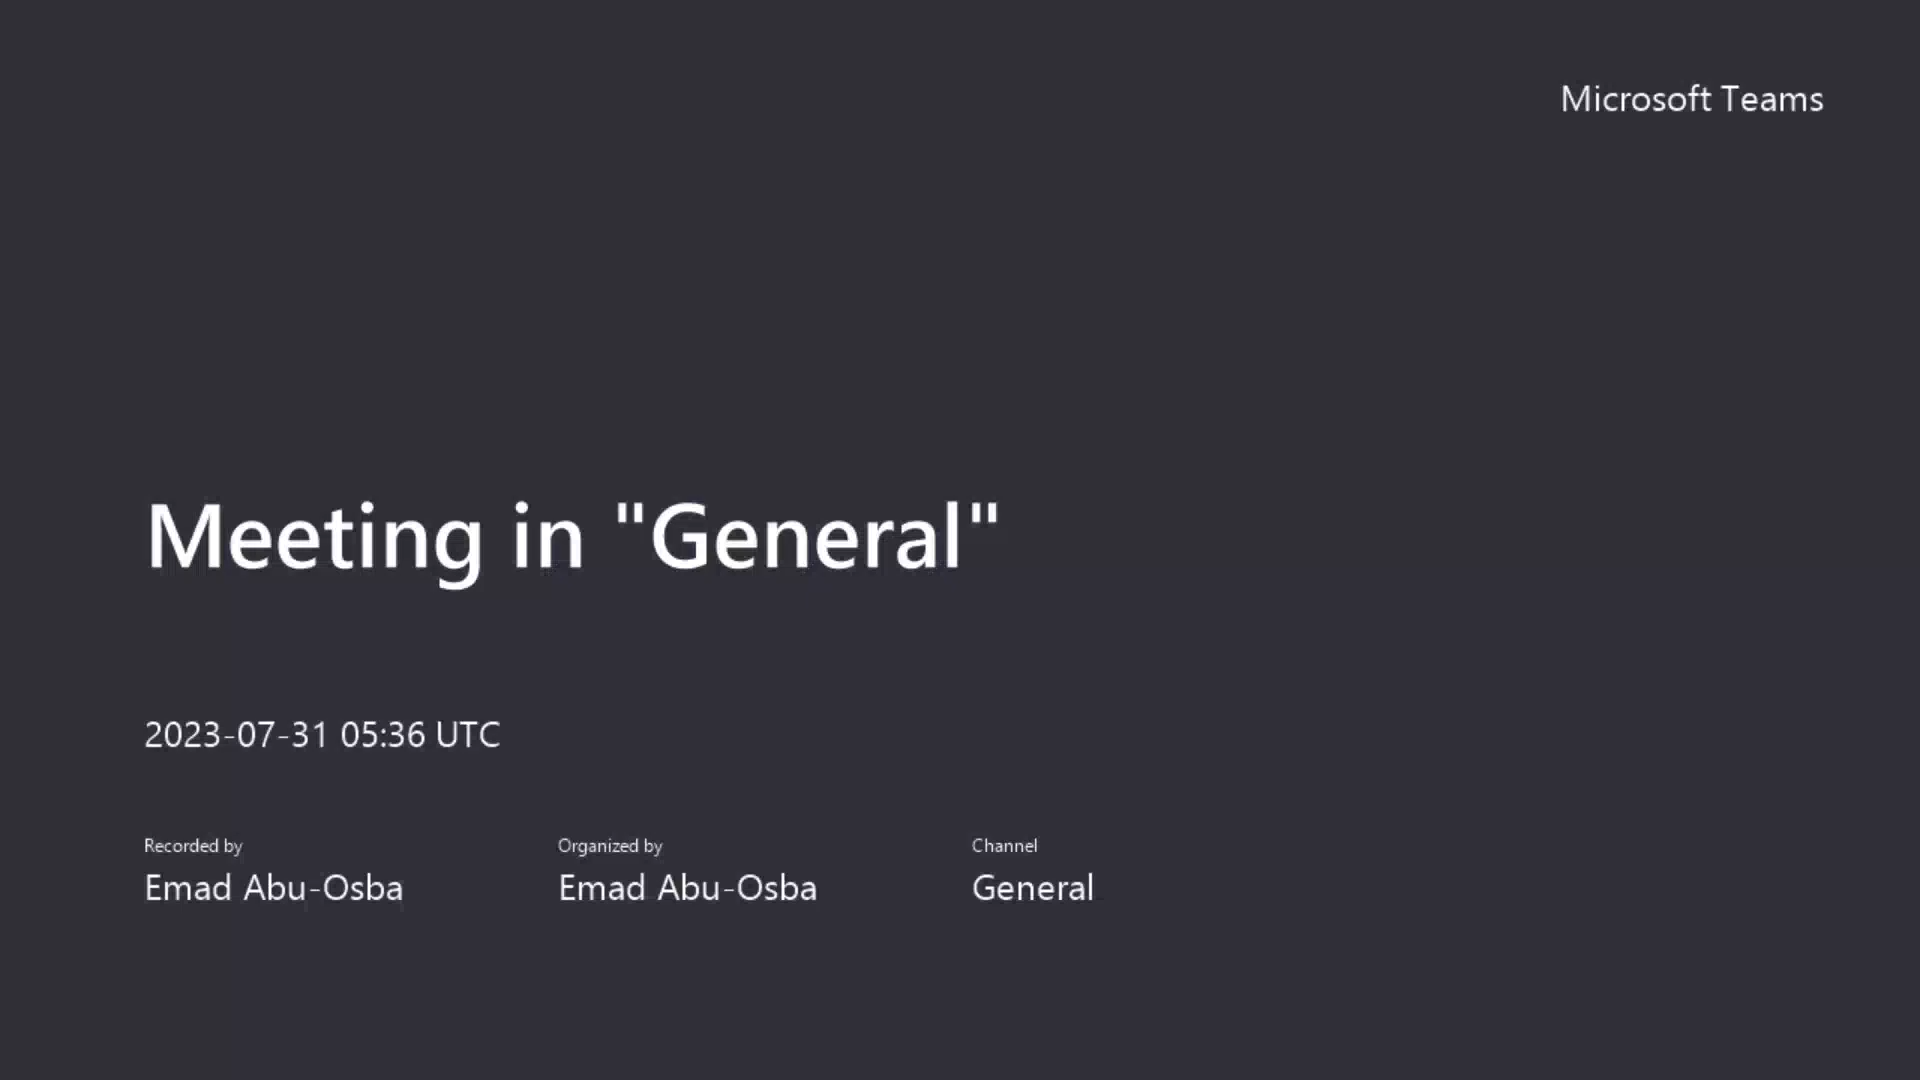 Microsoft Teams
Meeting in "General"
2023-07-31 05:36 UTC
Recorded by
Emad Abu-Osba
Organized by
Emad Abu-Osba
Channel
General